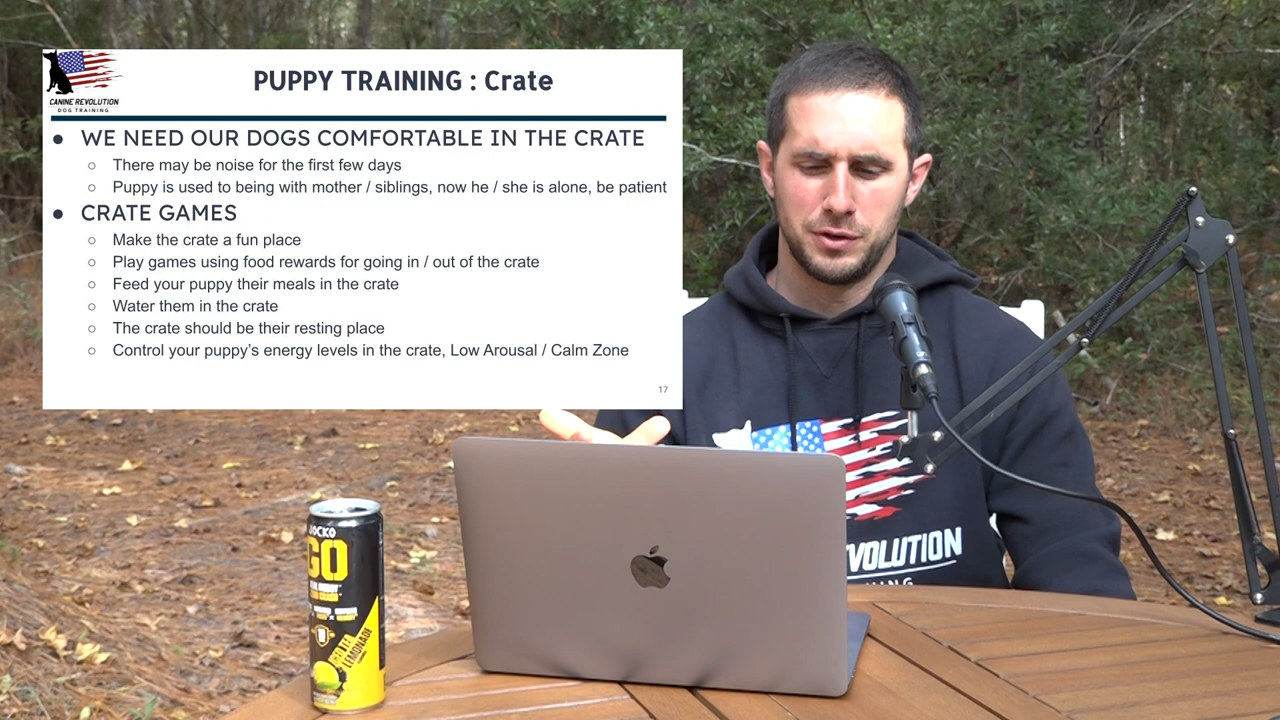 PUPPY TRAINING : Crate
CANINE REVOLUTION
DOG TRAINING
● WE NEED OUR DOGS COMFORTABLE IN THE CRATE
○ There may be noise for the first few days
○ Puppy is used to being with mother / siblings, now he / she is alone, be patient
● CRATE GAMES
○ Make the crate a fun place
○ Play games using food rewards for going in / out of the crate
○ Feed your puppy their meals in the crate
○ Water them in the crate
○ The crate should be their resting place
○ Control your puppy’s energy levels in the crate, Low Arousal / Calm Zone
17
JOCKO
GO
ICED TEA
LEMONADE
VOLUTION